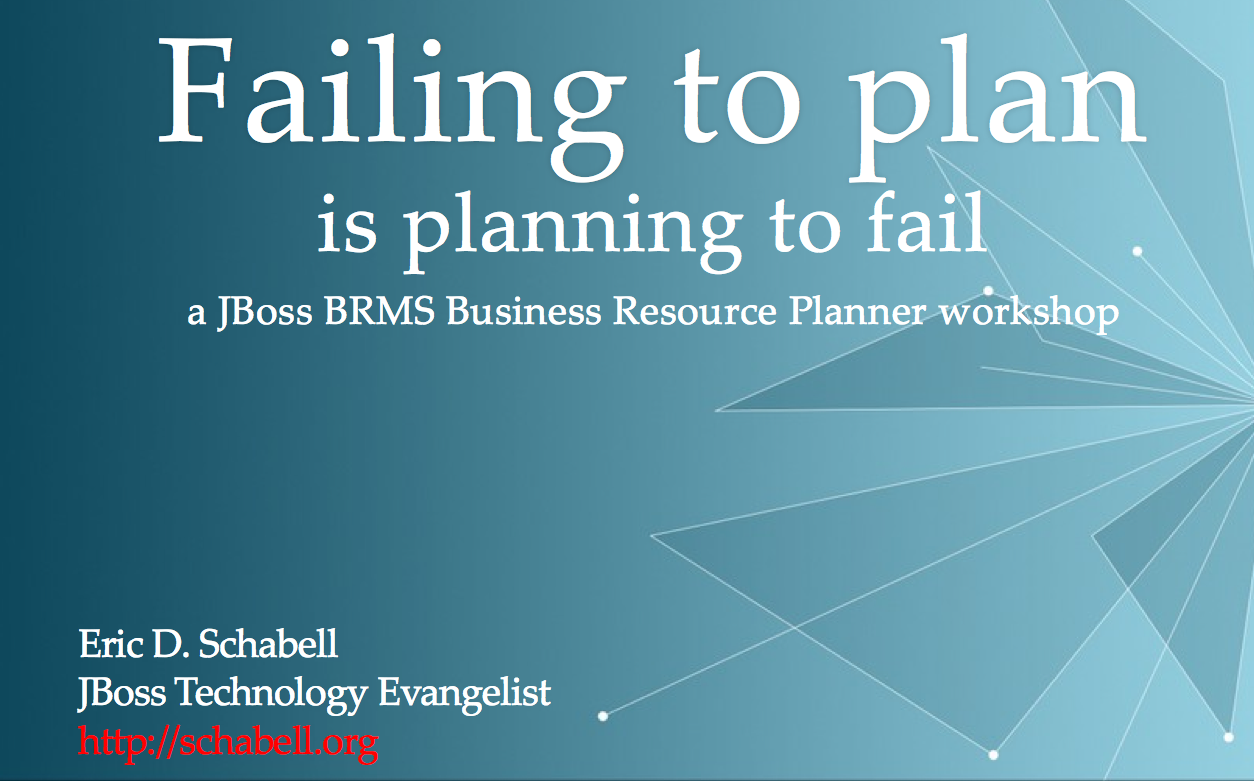 Failing to plan
is planning to fail
a JBoss BRMS Business Resource Planner workshop
Eric D. Schabell
JBoss Technology Evangelist
http://schabell.org